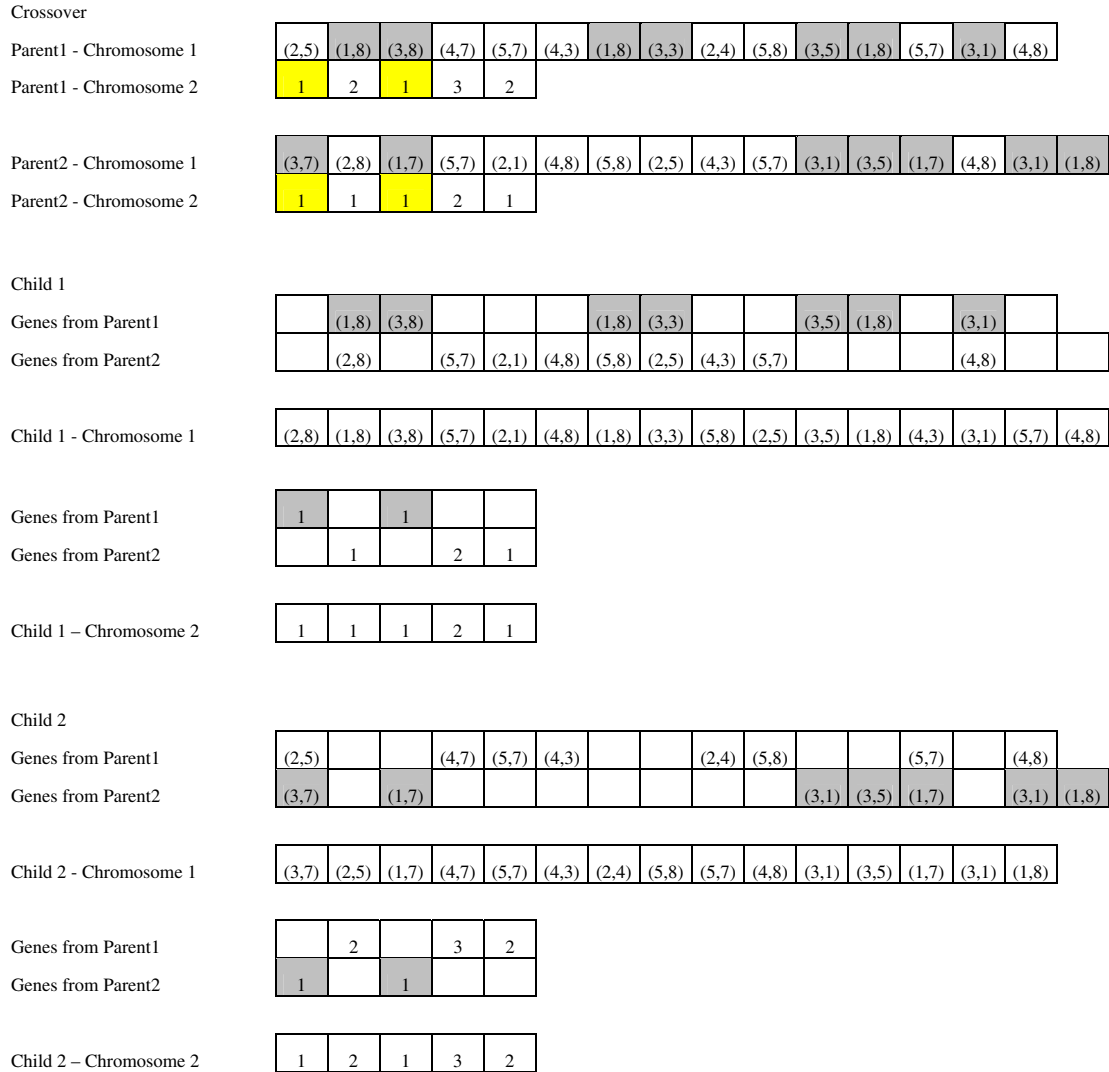 Crossover
Parent1 - Chromosome 1 (2,5) (1,8) (3,8) (4,7) (5,7) (4,3) (1,8) (3,3) (2,4) (5,8) (3,5) (1,8) (5,7) (3,1) (4,8)
Parent1 - Chromosome 2 1 2 1 3 2
Parent2 - Chromosome 1 (3,7) (2,8) (1,7) (5,7) (2,1) (4,8) (5,8) (2,5) (4,3) (5,7) (3,1) (3,5) (1,7) (4,8) (3,1) (1,8)
Parent2 - Chromosome 2 1 1 1 2 1
Child 1
Genes from Parent1 (1,8) (3,8) (1,8) (3,3) (3,5) (1,8) (3,1)
Genes from Parent2 (2,8) (5,7) (2,1) (4,8) (5,8) (2,5) (4,3) (5,7) (4,8)
Child 1 - Chromosome 1 (2,8) (1,8) (3,8) (5,7) (2,1) (4,8) (1,8) (3,3) (5,8) (2,5) (3,5) (1,8) (4,3) (3,1) (5,7) (4,8)
Genes from Parent1 1 1
Genes from Parent2 1 2 1
Child 1 – Chromosome 2 1 1 1 2 1
Child 2
Genes from Parent1 (2,5) (4,7) (5,7) (4,3) (2,4) (5,8) (5,7) (4,8)
Genes from Parent2 (3,7) (1,7) (3,1) (3,5) (1,7) (3,1) (1,8)
Child 2 - Chromosome 1 (3,7) (2,5) (1,7) (4,7) (5,7) (4,3) (2,4) (5,8) (5,7) (4,8) (3,1) (3,5) (1,7) (3,1) (1,8)
Genes from Parent1 2 3 2
Genes from Parent2 1 1
Child 2 – Chromosome 2 1 2 1 3 2